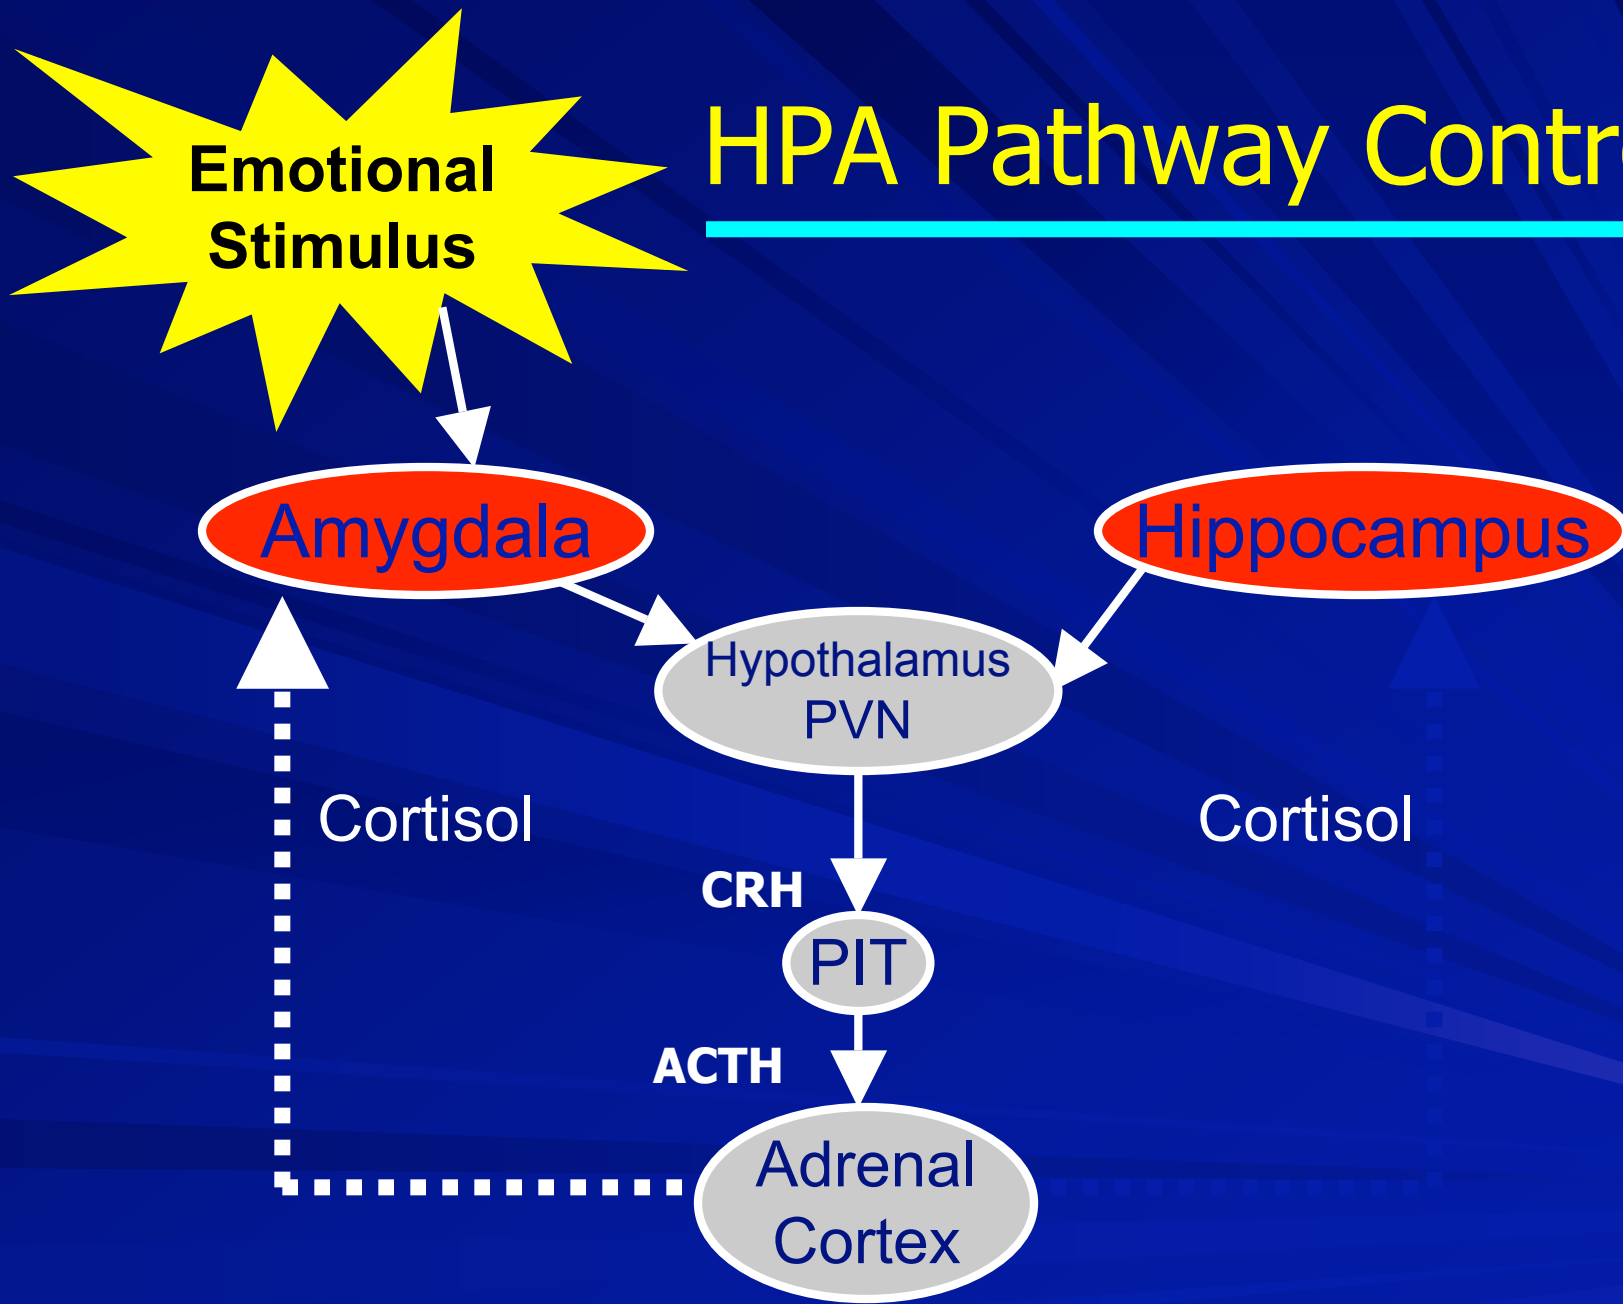 Emotional
Stimulus
HPA Pathway Contr
Amygdala
Hippocampus
Hypothalamus
PVN
Cortisol
Cortisol
CRH
PIT
ACTH
Adrenal
Cortex